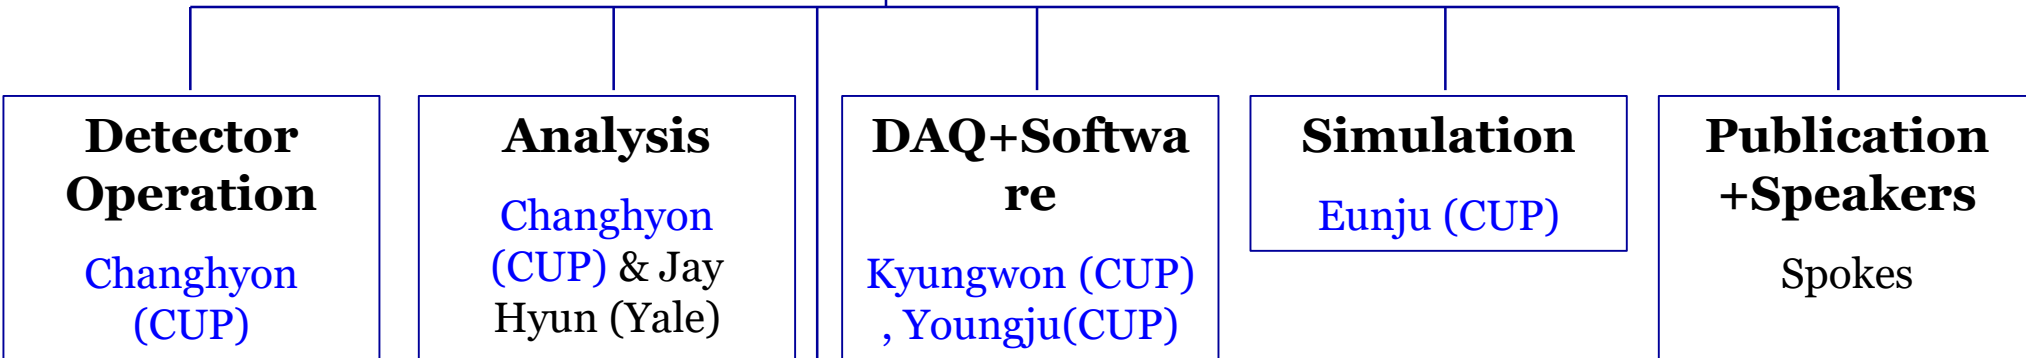 Detector
Operation
Changhyon
(CUP)
Analysis
Changhyon
(CUP) & Jay
Hyun (Yale)
DAQ+Softwa
re
Kyungwon (CUP)
, Youngju(CUP)
Simulation
Eunju (CUP)
Publication
+Speakers
Spokes